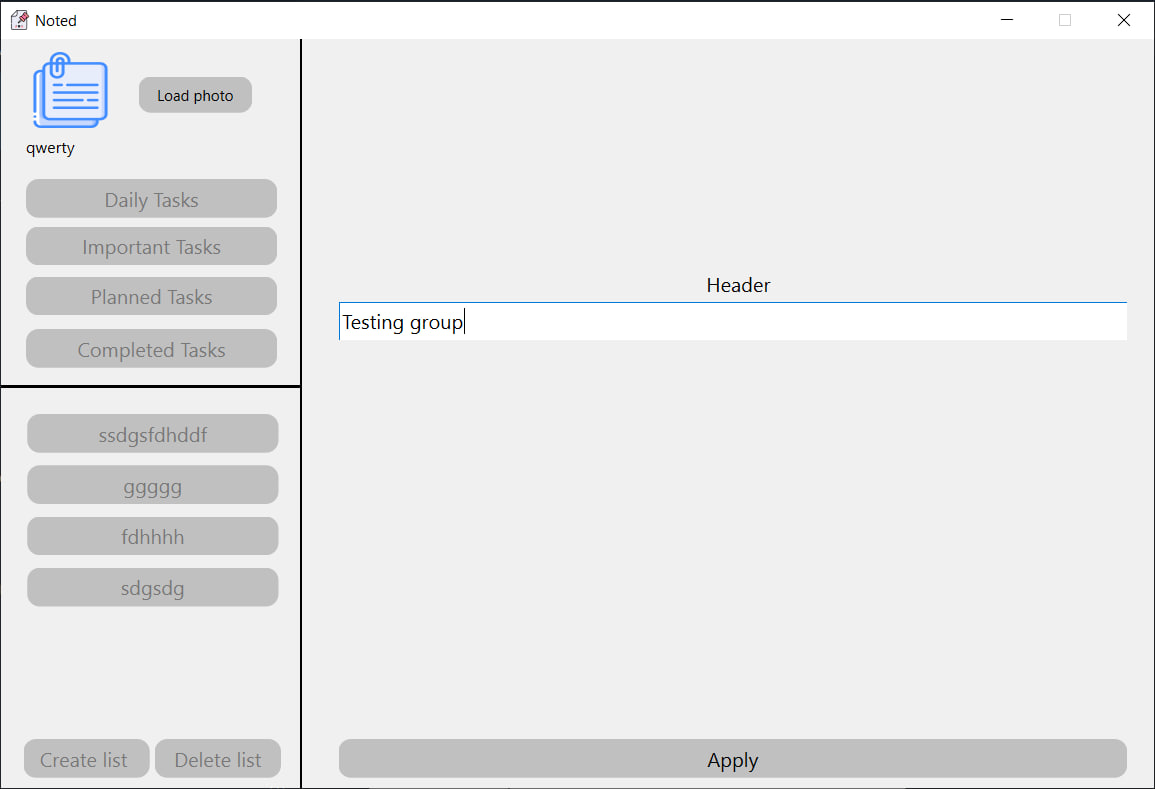 Noted
Load photo
qwerty
Daily Tasks
Important Tasks
Planned Tasks
Completed Tasks
ssdgsfdhddf
ggggg
fdhhhh
sdgsdg
Create list
Delete list
Header
Testing group
Apply